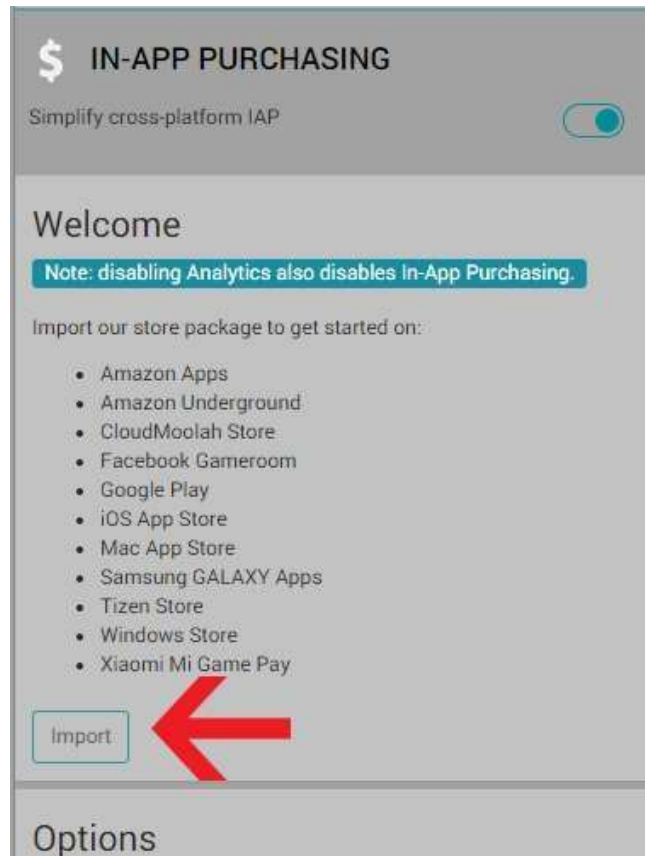 $ IN-APP PURCHASING
Simplify cross-platform IAP
Welcome
Note: disabling Analytics also disables In-App Purchasing.
Import our store package to get started on:
• Amazon Apps
• Amazon Underground
• CloudMoolah Store
• Facebook Gameroom
• Google Play
• iOS App Store
• Mac App Store
• Samsung GALAXY Apps
• Tizen Store
• Windows Store
• Xiaomi Mi Game Pay
Import
Options